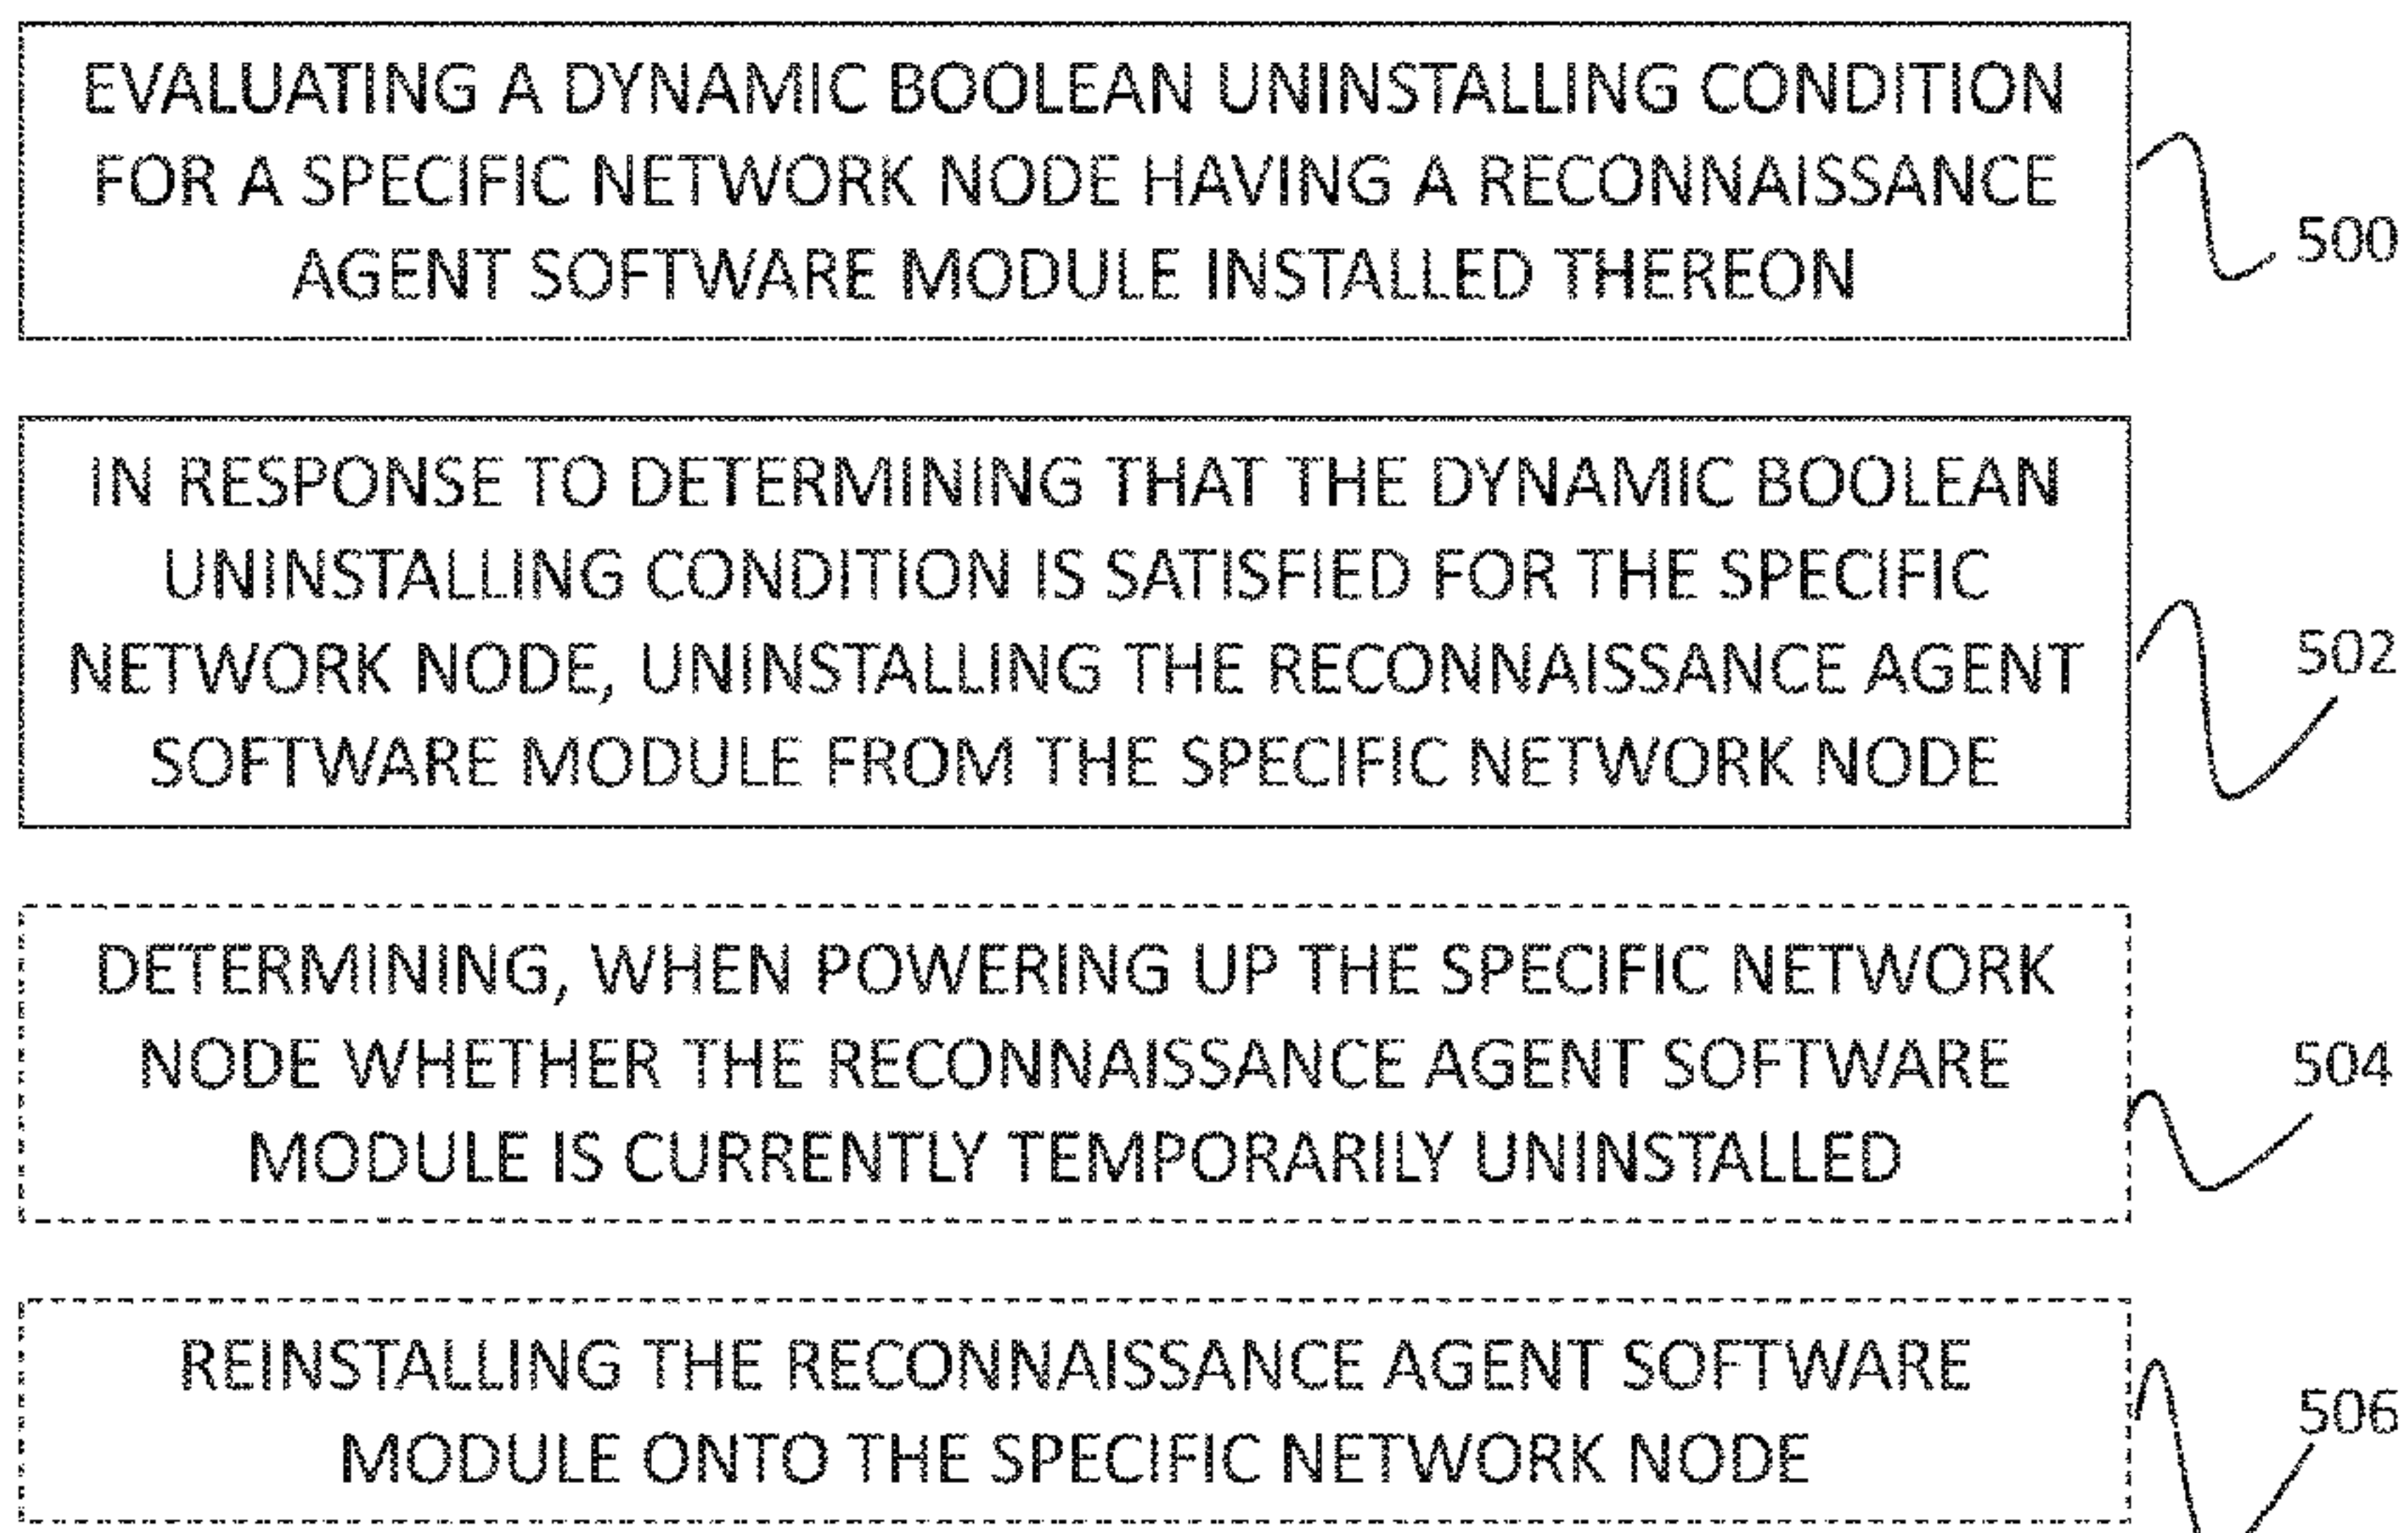 EVALUATING A DYNAMIC BOOLEAN UNINSTALLING CONDITION
FOR A SPECIFIC NETWORK NODE HAVING A RECONNAISSANCE
AGENT SOFTWARE MODULE INSTALLED THEREON
500
IN RESPONSE TO DETERMINING THAT THE DYNAMIC BOOLEAN
UNINSTALLING CONDITION IS SATISFIED FOR THE SPECIFIC
NETWORK NODE, UNINSTALLING THE RECONNAISSANCE AGENT
SOFTWARE MODULE FROM THE SPECIFIC NETWORK NODE
502
DETERMINING, WHEN POWERING UP THE SPECIFIC NETWORK
NODE WHETHER THE RECONNAISSANCE AGENT SOFTWARE
MODULE IS CURRENTLY TEMPORARILY UNINSTALLED
504
REINSTALLING THE RECONNAISSANCE AGENT SOFTWARE
MODULE ONTO THE SPECIFIC NETWORK NODE
506